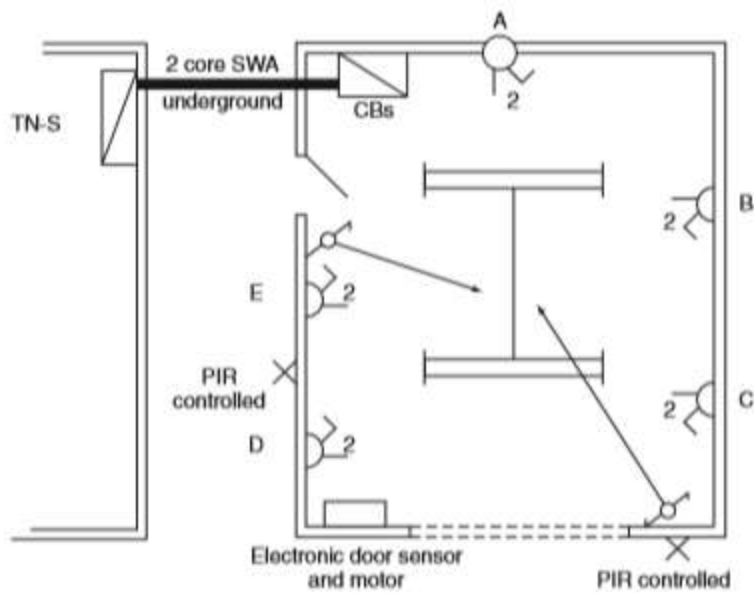 A
2 core SWA
underground
TN-S
CBs
2
B
2
E
2
PIR
controlled
C
2
D
2
Electronic door sensor
and motor
PIR controlled